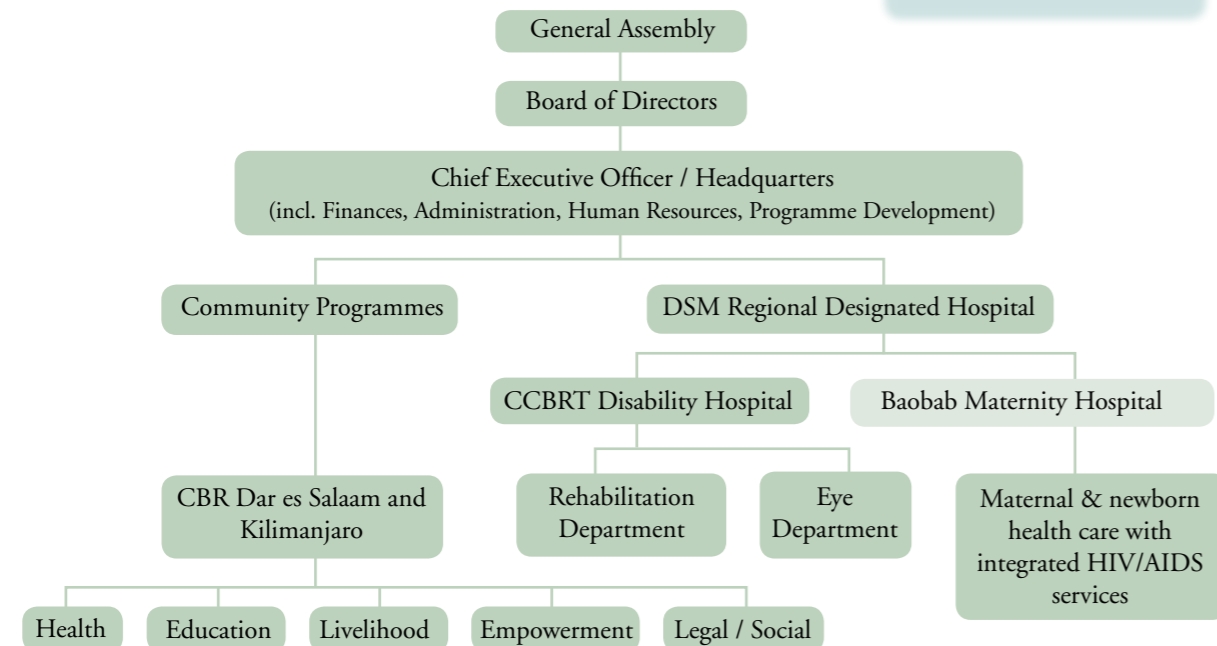 General Assembly
Board of Directors
Chief Executive Officer / Headquarters
(incl. Finances, Administration, Human Resources, Programme Development)
Community Programmes
DSM Regional Designated Hospital
CCBRT Disability Hospital
Baobab Maternity Hospital
CBR Dar es Salaam and
Kilimanjaro
Rehabilitation
Department
Eye
Department
Maternal & newborn
health care with
integrated HIV/AIDS
services
Health
Education
Livelihood
Empowerment
Legal / Social